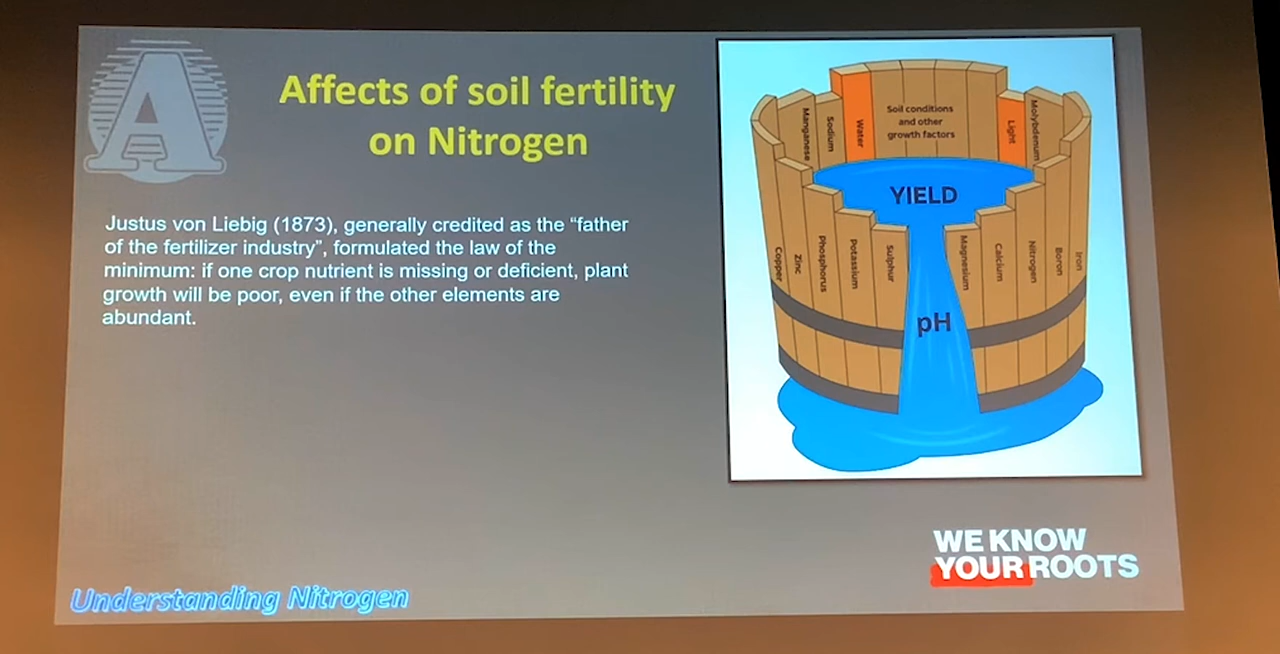 A
Affects of soil fertility
on Nitrogen
Justus von Liebig (1873), generally credited as the “father
of the fertilizer industry”, formulated the law of the
minimum: if one crop nutrient is missing or deficient, plant
growth will be poor, even if the other elements are
abundant.
Manganese
Sodium
Water
Soil conditions
and other
growth factors
Light
Molybdenum
YIELD
Copper
Zinc
Phosphorus
Potassium
Sulphur
Magnesium
Calcium
Nitrogen
Boron
Iron
pH
WE KNOW
YOUR ROOTS
Understanding Nitrogen